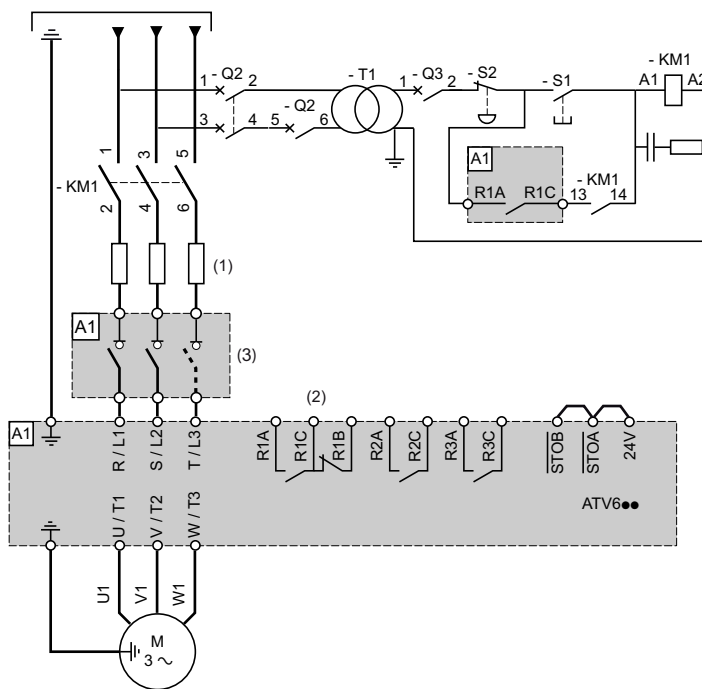 1 - Q2 2
- T1
1 - Q3 2
- S2
- S1
- KM1
A1 A2
3 4 5 - Q2 6
A1
R1A R1C
- KM1
13 14
1 3 5
- KM1
2 4 6
(1)
A1
(3)
(2)
A1
R / L1
S / L2
T / L3
R1A
R1C
R1B
R2A
R2C
R3A
R3C
STOB
STOA
24V
ATV6●●
U / T1
V / T2
W / T3
U1
V1
W1
M
3 ~